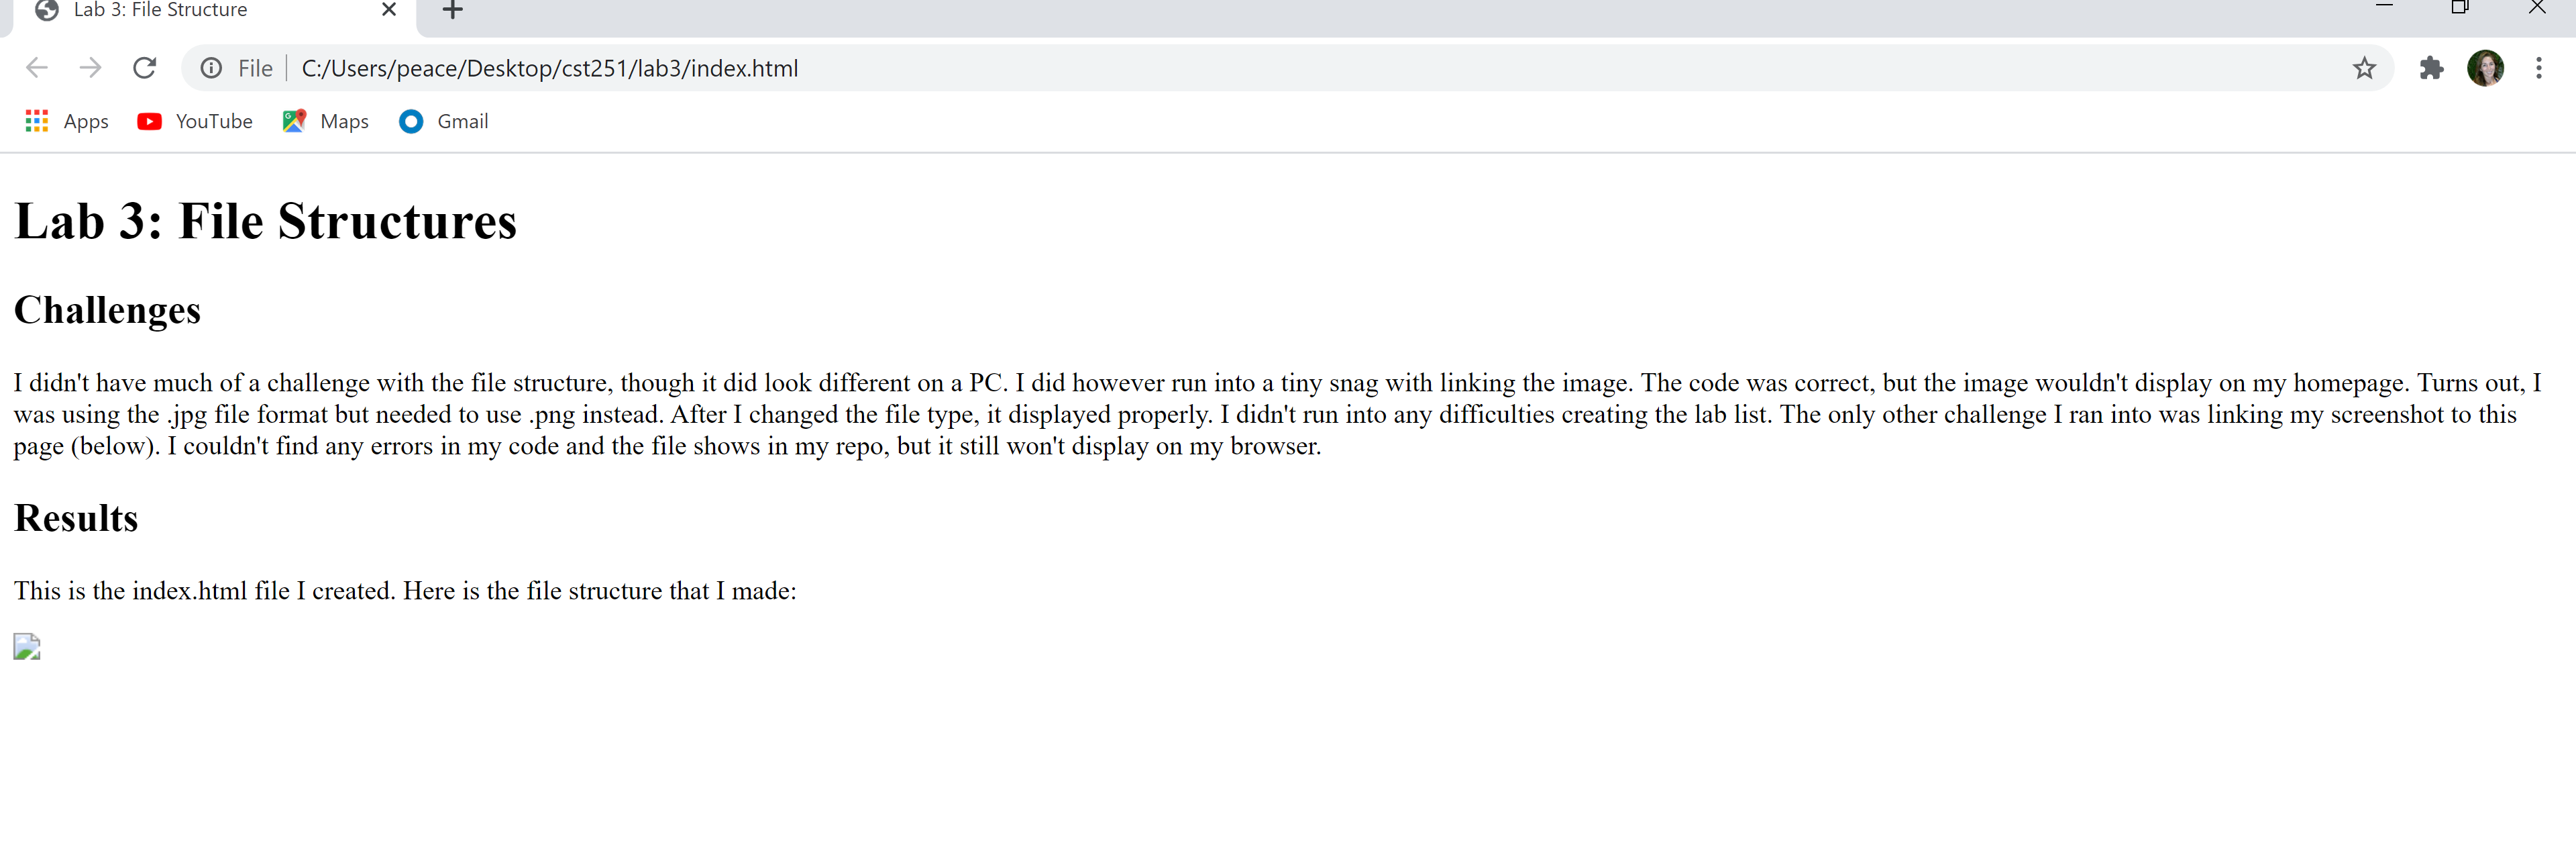 Lab 3: File Structure
File C:/Users/peace/Desktop/cst251/lab3/index.html
Apps YouTube Maps Gmail
Lab 3: File Structures
Challenges
I didn't have much of a challenge with the file structure, though it did look different on a PC. I did however run into a tiny snag with linking the image. The code was correct, but the image wouldn't display on my homepage. Turns out, I
was using the .jpg file format but needed to use .png instead. After I changed the file type, it displayed properly. I didn't run into any difficulties creating the lab list. The only other challenge I ran into was linking my screenshot to this
page (below). I couldn't find any errors in my code and the file shows in my repo, but it still won't display on my browser.
Results
This is the index.html file I created. Here is the file structure that I made: